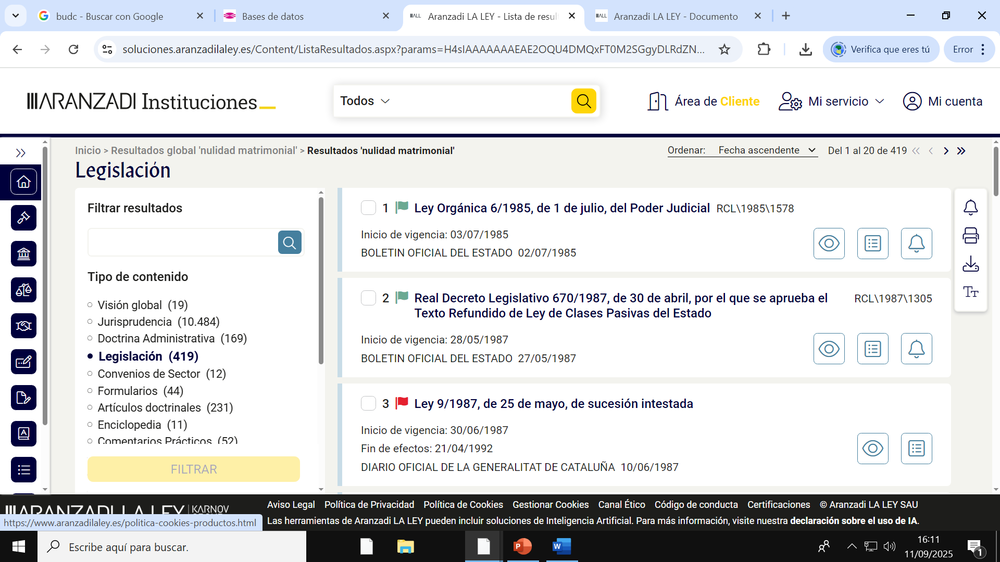 budc - Buscar con Google
Bases de datos
Aranzadi LA LEY - Lista de resul
Aranzadi LA LEY - Documento
soluciones.aranzadilaley.es/Content/ListaResultados.aspx?params=H4sIAAAAAAAEAE2OQU4DMQxFT0M2SGgyDLRdZN...
Verifica que eres tú
Error
ARANZADI Instituciones
Todos
Área de Cliente
Mi servicio
Mi cuenta
Inicio > Resultados global 'nulidad matrimonial' > Resultados 'nulidad matrimonial'
Ordenar: Fecha ascendente
Del 1 al 20 de 419
Legislación
Filtrar resultados
Tipo de contenido
Visión global (19)
Jurisprudencia (10.484)
Doctrina Administrativa (169)
Legislación (419)
Convenios de Sector (12)
Formularios (44)
Artículos doctrinales (231)
Enciclopedia (11)
Comentarios Prácticos (52)
FILTRAR
1 Ley Orgánica 6/1985, de 1 de julio, del Poder Judicial RCL\1985\1578
Inicio de vigencia: 03/07/1985
BOLETIN OFICIAL DEL ESTADO 02/07/1985
2 Real Decreto Legislativo 670/1987, de 30 de abril, por el que se aprueba el RCL\1987\1305
Texto Refundido de Ley de Clases Pasivas del Estado
Inicio de vigencia: 28/05/1987
BOLETIN OFICIAL DEL ESTADO 27/05/1987
3 Ley 9/1987, de 25 de mayo, de sucesión intestada
Inicio de vigencia: 30/06/1987
Fin de efectos: 21/04/1992
DIARIO OFICIAL DE LA GENERALITAT DE CATALUÑA 10/06/1987
ARANZADI LA LEY | KARNOV
Aviso Legal Política de Privacidad Política de Cookies Gestionar Cookies Canal Ético Código de conducta Certificaciones © Aranzadi LA LEY SAU
Las herramientas de Aranzadi LA LEY pueden incluir soluciones de Inteligencia Artificial. Para más información, visite nuestra declaración sobre el uso de IA.
https://www.aranzadilaley.es/politica-cookies-productos.html
Escribe aquí para buscar.
16:11
11/09/2025
1